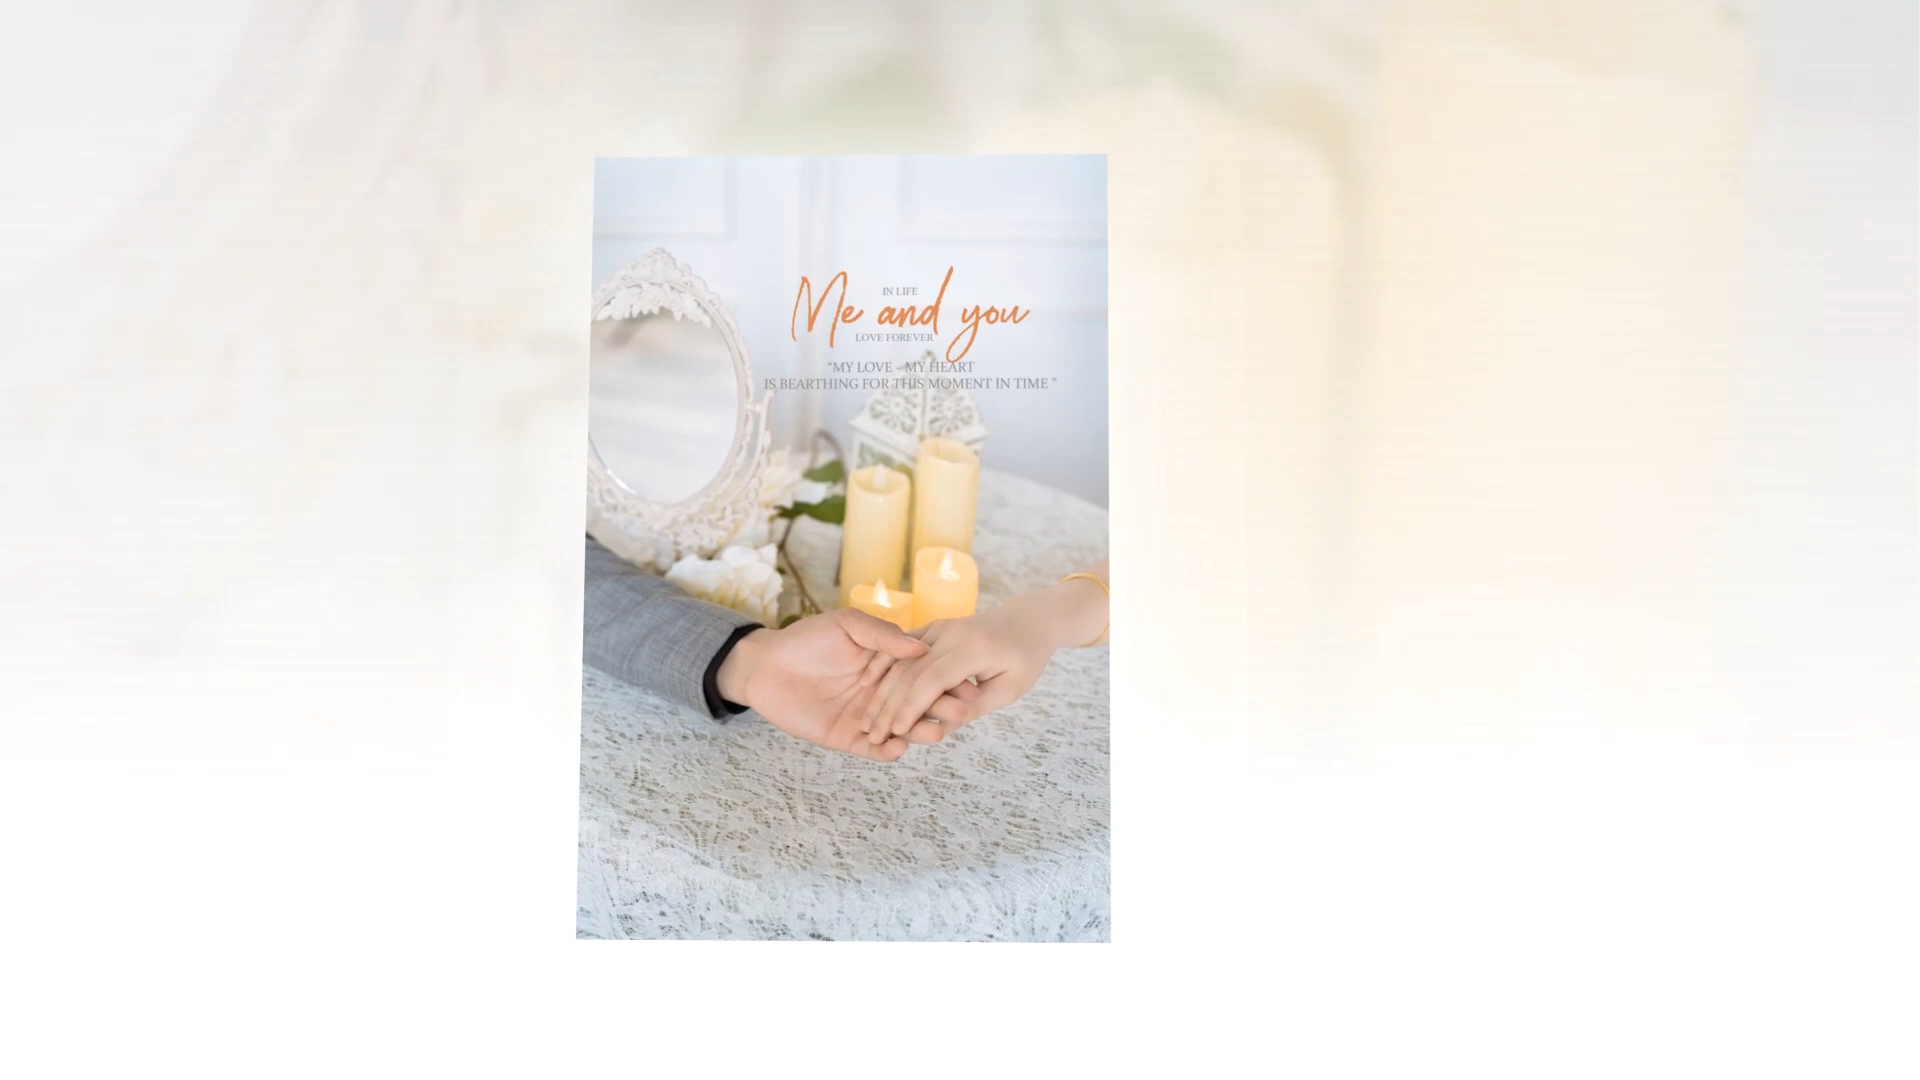 IN LIFE
Me and you
LOVE FOREVER
“MY LOVE - MY HEART
IS BEARTHING FOR THIS MOMENT IN TIME ”